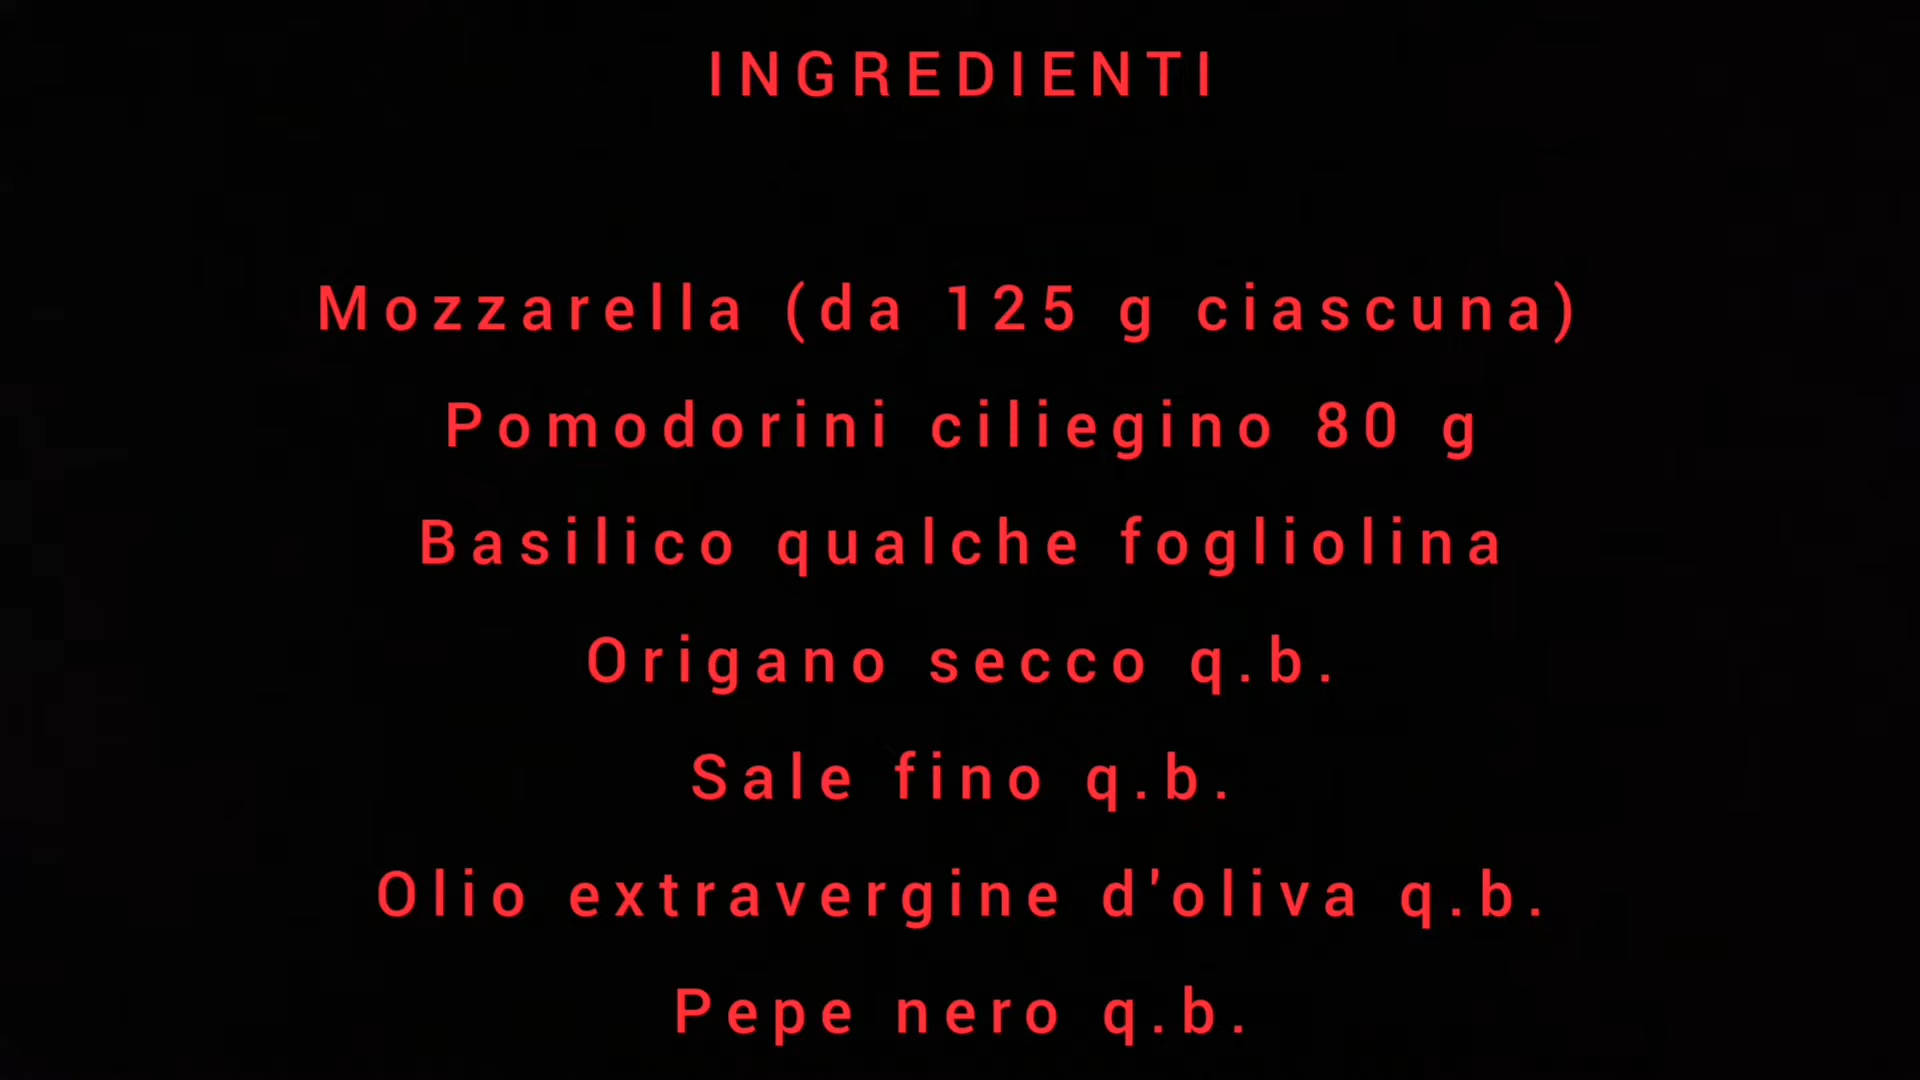 INGREDIENTI
Mozzarella (da 125 g ciascuna)
Pomodorini ciliegino 80 g
Basilico qualche fogliolina
Origano secco q.b.
Sale fino q.b.
Olio extravergine d'oliva q.b.
Pepe nero q.b.